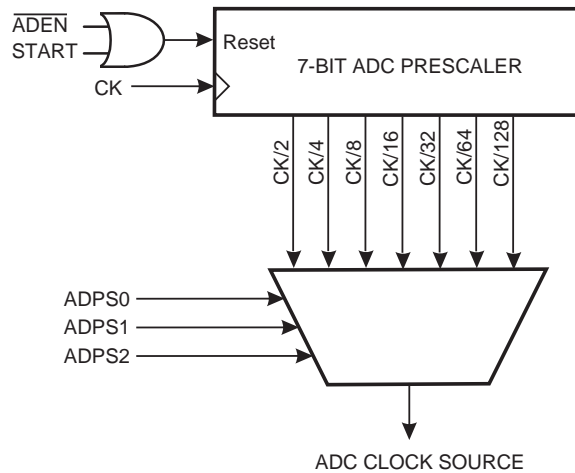 ADEN
START
Reset
7-BIT ADC PRESCALER
CK
CK/2
CK/4
CK/8
CK/16
CK/32
CK/64
CK/128
ADPS0
ADPS1
ADPS2
ADC CLOCK SOURCE